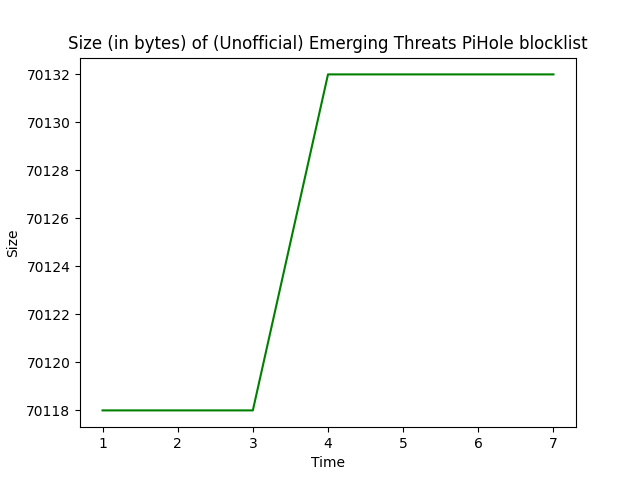 Size (in bytes) of (Unofficial) Emerging Threats PiHole blocklist
70132
70130
70128
70126
70124
70122
70120
70118
Size
1 2 3 4 5 6 7
Time